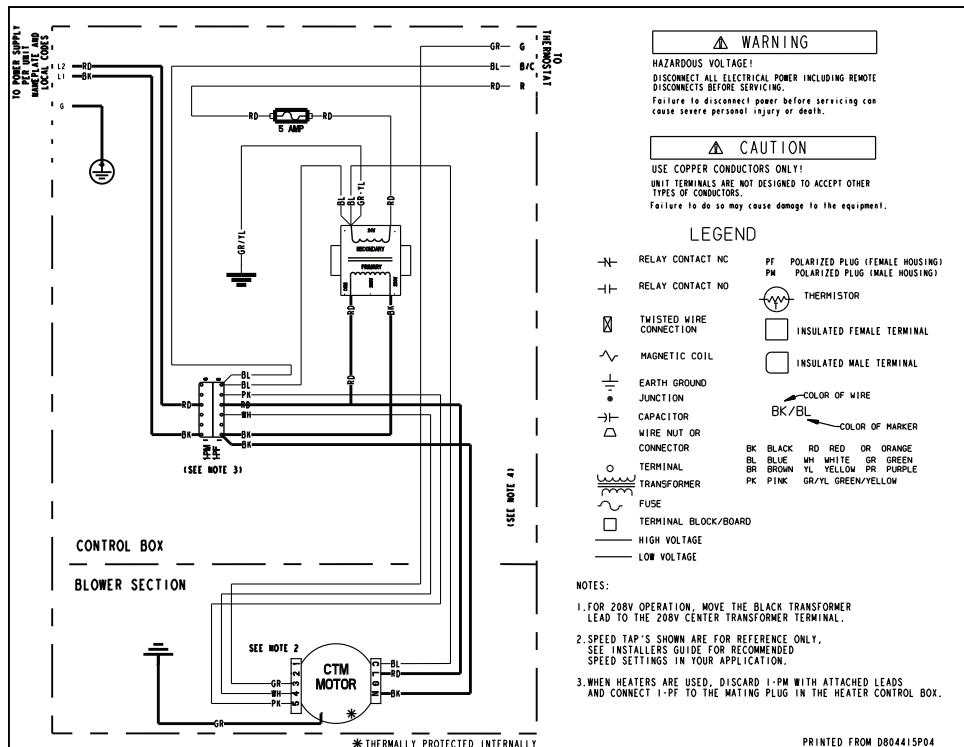 TO POWER SUPPLY
PER UNIT
NAMEPLATE AND
LOCAL CODES
L2
RD
L1
BK
G
GR
G
BL
B/C
RD
R
TO
THERMOSTAT
RD
RD
5 AMP
GR/YL
BL
BL
GR-YL
RD
24V
SECONDARY
PRIMARY
208V
230V
RD
BK
RD
BL
BL
PK
RD
RD
WH
BK
BK
BK
1-PM
1-PF
(SEE NOTE 3)
(SEE NOTE 4)
CONTROL BOX
BLOWER SECTION
SEE NOTE 2
1
2
3
4
5
GR
WH
PK
GR
CTM
MOTOR
C
L
G
N
BL
RD
BK
✳ THERMALLY PROTECTED INTERNALLY
⚠ WARNING
HAZARDOUS VOLTAGE!
DISCONNECT ALL ELECTRICAL POWER INCLUDING REMOTE
DISCONNECTS BEFORE SERVICING.
Failure to disconnect power before servicing can
cause severe personal injury or death.
⚠ CAUTION
USE COPPER CONDUCTORS ONLY!
UNIT TERMINALS ARE NOT DESIGNED TO ACCEPT OTHER
TYPES OF CONDUCTORS.
Failure to do so may cause damage to the equipment.
LEGEND
RELAY CONTACT NC
RELAY CONTACT NO
TWISTED WIRE
CONNECTION
MAGNETIC COIL
EARTH GROUND
JUNCTION
CAPACITOR
WIRE NUT OR
CONNECTOR
TERMINAL
TRANSFORMER
FUSE
TERMINAL BLOCK/BOARD
HIGH VOLTAGE
LOW VOLTAGE
PF POLARIZED PLUG (FEMALE HOUSING)
PM POLARIZED PLUG (MALE HOUSING)
THERMISTOR
INSULATED FEMALE TERMINAL
INSULATED MALE TERMINAL
COLOR OF WIRE
BK/BL
COLOR OF MARKER
BK BLACK RD RED OR ORANGE
BL BLUE WH WHITE GR GREEN
BR BROWN YL YELLOW PR PURPLE
PK PINK GR/YL GREEN/YELLOW
NOTES:
1. FOR 208V OPERATION, MOVE THE BLACK TRANSFORMER
LEAD TO THE 208V CENTER TRANSFORMER TERMINAL.
2. SPEED TAP'S SHOWN ARE FOR REFERENCE ONLY,
SEE INSTALLERS GUIDE FOR RECOMMENDED
SPEED SETTINGS IN YOUR APPLICATION.
3. WHEN HEATERS ARE USED, DISCARD 1-PM WITH ATTACHED LEADS
AND CONNECT 1-PF TO THE MATING PLUG IN THE HEATER CONTROL BOX.
PRINTED FROM D804415P04